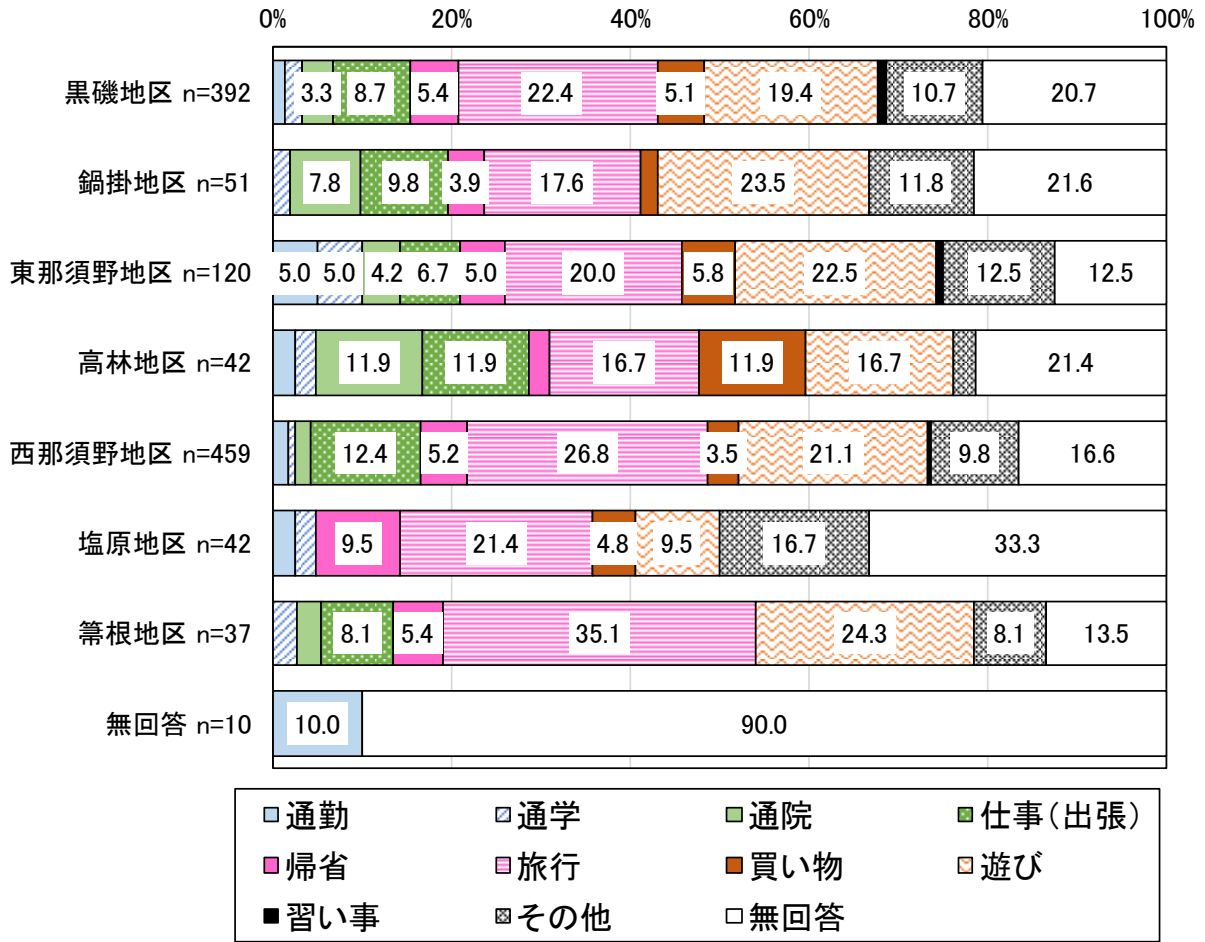 0% 20% 40% 60% 80% 100%
黒磯地区 n=392 3.3 8.7 5.4 22.4 5.1 19.4 10.7 20.7
鍋掛地区 n=51 7.8 9.8 3.9 17.6 23.5 11.8 21.6
東那須野地区 n=120 5.0 5.0 4.2 6.7 5.0 20.0 5.8 22.5 12.5 12.5
高林地区 n=42 11.9 11.9 16.7 11.9 16.7 21.4
西那須野地区 n=459 12.4 5.2 26.8 3.5 21.1 9.8 16.6
塩原地区 n=42 9.5 21.4 4.8 9.5 16.7 33.3
箒根地区 n=37 8.1 5.4 35.1 24.3 8.1 13.5
無回答 n=10 10.0 90.0
通勤 通学 通院 仕事（出張）
帰省 旅行 買い物 遊び
習い事 その他 無回答